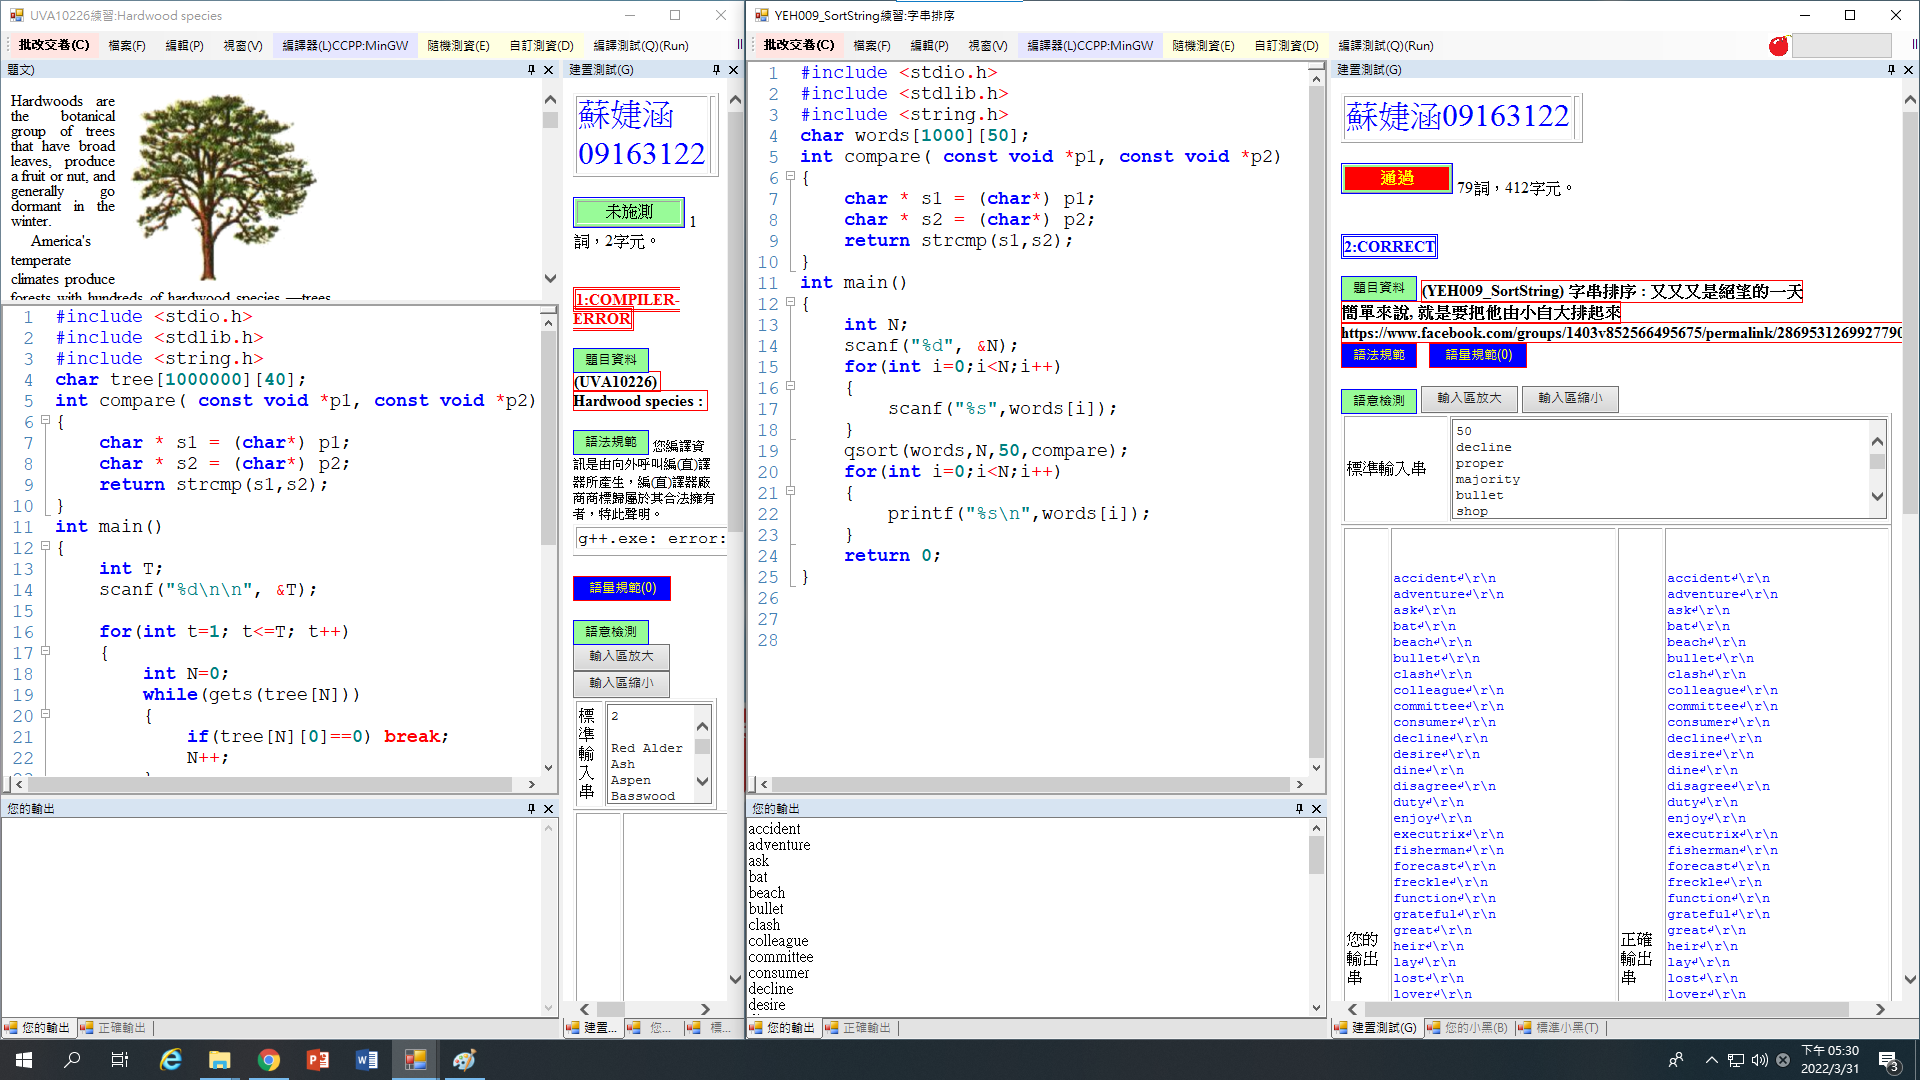 UVA10226練習:Hardwood species
批改交卷(C) 檔案(F) 編輯(P) 視窗(V) 編譯器(L)CCPP:MinGW 隨機測資(E) 自訂測資(D) 編譯測試(Q)(Run)
題文)
Hardwoods are
the botanical
group of trees
that have broad
leaves, produce
a fruit or nut, and
generally go
dormant in the
winter.
America's
temperate
climates produce
forests with hundreds of hardwood species —trees
1 #include <stdio.h>
2 #include <stdlib.h>
3 #include <string.h>
4 char tree[1000000][40];
5 int compare( const void *p1, const void *p2)
6 {
7 char * s1 = (char*) p1;
8 char * s2 = (char*) p2;
9 return strcmp(s1,s2);
10 }
11 int main()
12 {
13 int T;
14 scanf("%d\n\n", &T);
15
16 for(int t=1; t<=T; t++)
17 {
18 int N=0;
19 while(gets(tree[N]))
20 {
21 if(tree[N][0]==0) break;
22 N++;
您的輸出
您的輸出 正確輸出
建置測試(G)
蘇婕涵
09163122
未施測 1
詞，2字元。
1:COMPILER-
ERROR
題目資料
(UVA10226)
Hardwood species :
語法規範 您編譯資
訊是由向外呼叫編(直)譯
器所產生，編(直)譯器廠
商商標歸屬於其合法擁有
者，特此聲明。
g++.exe: error:
語量規範(0)
語意檢測
輸入區放大
輸入區縮小
標準輸入串
2
Red Alder
Ash
Aspen
Basswood
建置... 您... 標...
YEH009_SortString練習:字串排序
批改交卷(C) 檔案(F) 編輯(P) 視窗(V) 編譯器(L)CCPP:MinGW 隨機測資(E) 自訂測資(D) 編譯測試(Q)(Run)
1 #include <stdio.h>
2 #include <stdlib.h>
3 #include <string.h>
4 char words[1000][50];
5 int compare( const void *p1, const void *p2)
6 {
7 char * s1 = (char*) p1;
8 char * s2 = (char*) p2;
9 return strcmp(s1,s2);
10 }
11 int main()
12 {
13 int N;
14 scanf("%d", &N);
15 for(int i=0;i<N;i++)
16 {
17 scanf("%s",words[i]);
18 }
19 qsort(words,N,50,compare);
20 for(int i=0;i<N;i++)
21 {
22 printf("%s\n",words[i]);
23 }
24 return 0;
25 }
26
27
28
您的輸出
accident
adventure
ask
bat
beach
bullet
clash
colleague
committee
consumer
decline
desire
您的輸出 正確輸出
建置測試(G)
蘇婕涵09163122
通過 79詞，412字元。
2:CORRECT
題目資料 (YEH009_SortString) 字串排序 : 又又又是絕望的一天
簡單來說, 就是要把他由小自大排起來
https://www.facebook.com/groups/1403v852566495675/permalink/286953126992779
語法規範 語量規範(0)
語意檢測 輸入區放大 輸入區縮小
標準輸入串
50
decline
proper
majority
bullet
shop
您的輸出串
accident↲\r\n
adventure↲\r\n
ask↲\r\n
bat↲\r\n
beach↲\r\n
bullet↲\r\n
clash↲\r\n
colleague↲\r\n
committee↲\r\n
consumer↲\r\n
decline↲\r\n
desire↲\r\n
dine↲\r\n
disagree↲\r\n
duty↲\r\n
enjoy↲\r\n
executrix↲\r\n
fisherman↲\r\n
forecast↲\r\n
freckle↲\r\n
function↲\r\n
grateful↲\r\n
great↲\r\n
heir↲\r\n
lay↲\r\n
lost↲\r\n
lover↲\r\n
正確輸出串
accident↲\r\n
adventure↲\r\n
ask↲\r\n
bat↲\r\n
beach↲\r\n
bullet↲\r\n
clash↲\r\n
colleague↲\r\n
committee↲\r\n
consumer↲\r\n
decline↲\r\n
desire↲\r\n
dine↲\r\n
disagree↲\r\n
duty↲\r\n
enjoy↲\r\n
executrix↲\r\n
fisherman↲\r\n
forecast↲\r\n
freckle↲\r\n
function↲\r\n
grateful↲\r\n
great↲\r\n
heir↲\r\n
lay↲\r\n
lost↲\r\n
lover↲\r\n
建置測試(G) 您的小黑(B) 標準小黑(T)
下午 05:30
2022/3/31
3